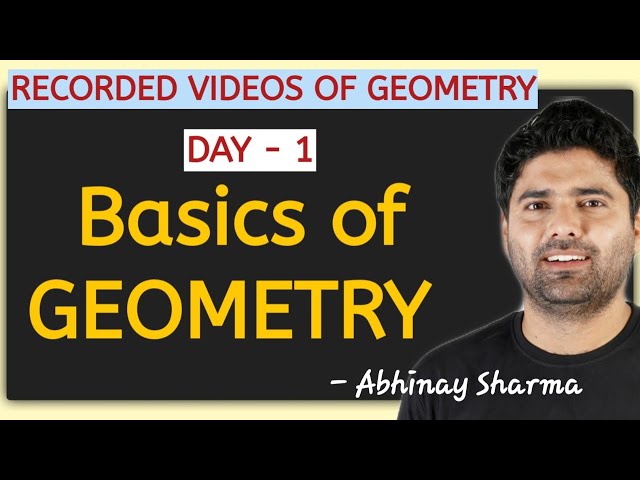 RECORDED VIDEOS OF GEOMETRY
DAY - 1
Basics of
GEOMETRY
- Abhinay Sharma